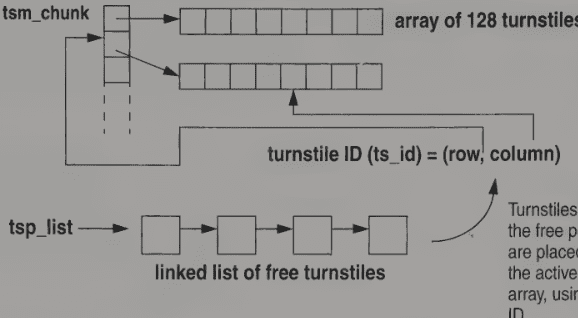 tsm_chunk
array of 128 turnstiles
turnstile ID (ts_id) = (row, column)
tsp_list
linked list of free turnstiles
Turnstiles
the free
are placed
the active
array,
ID